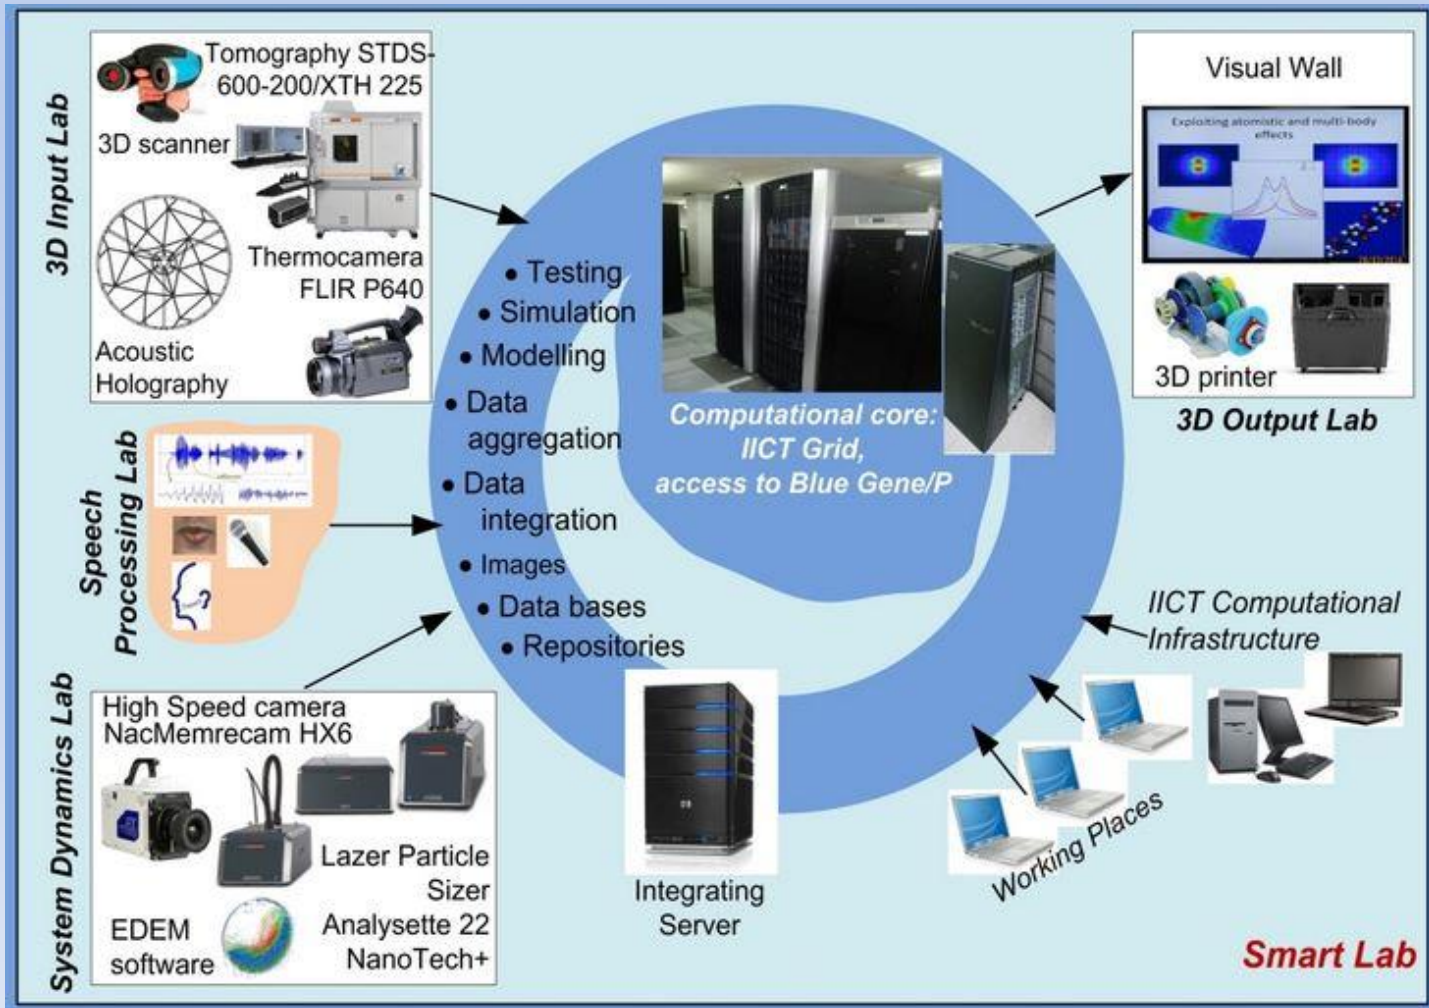 3D Input Lab
Tomography STDS-
600-200/XTH 225
3D scanner
Thermocamera
FLIR P640
Acoustic
Holography
Speech
Processing Lab
System Dynamics Lab
High Speed camera
NacMemrecam HX6
Lazer Particle
Sizer
Analysette 22
NanoTech+
EDEM
software
• Testing
• Simulation
• Modelling
• Data
aggregation
• Data
integration
• Images
• Data bases
• Repositories
Computational core:
IICT Grid,
access to Blue Gene/P
Integrating
Server
Visual Wall
Exploiting atomistic and multi-body
effects
3D printer
3D Output Lab
IICT Computational
Infrastructure
Working Places
Smart Lab